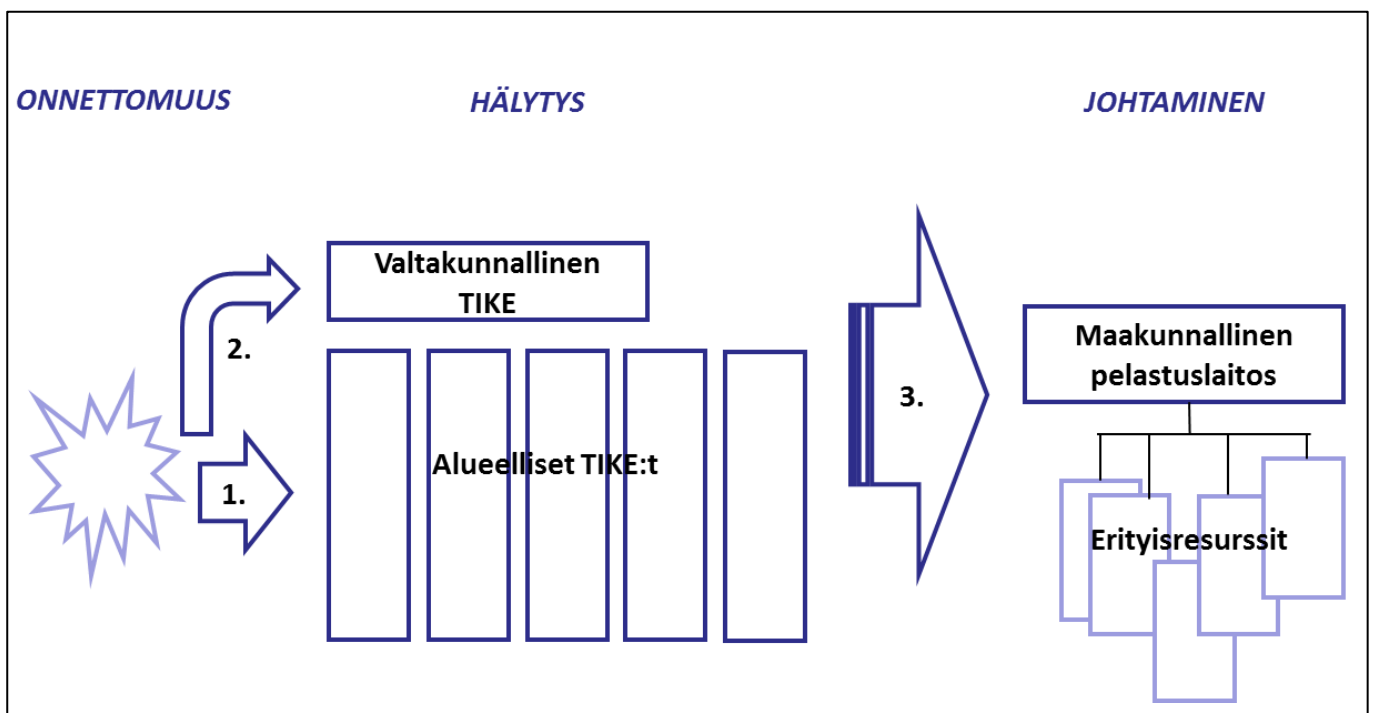 ONNETTOMUUS
HÄLYTYS
JOHTAMINEN
Valtakunnallinen
TIKE
2.
1.
Alueelliset TIKE:t
3.
Maakunnallinen
pelastuslaitos
Erityisresurssit